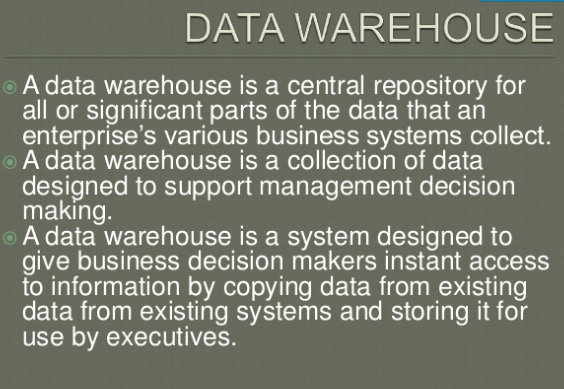 DATA WAREHOUSE
A data warehouse is a central repository for
all or significant parts of the data that an
enterprise's various business systems collect.
A data warehouse is a collection of data
designed to support management decision
making.
A data warehouse is a system designed to
give business decision makers instant access
to information by copying data from existing
data from existing systems and storing it for
use by executives.